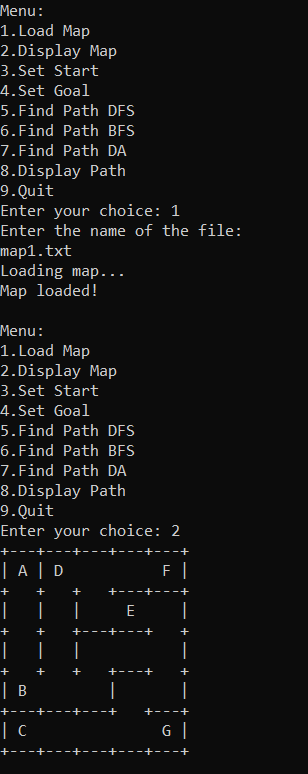 Menu:
1.Load Map
2.Display Map
3.Set Start
4.Set Goal
5.Find Path DFS
6.Find Path BFS
7.Find Path DA
8.Display Path
9.Quit
Enter your choice: 1
Enter the name of the file:
map1.txt
Loading map...
Map loaded!

Menu:
1.Load Map
2.Display Map
3.Set Start
4.Set Goal
5.Find Path DFS
6.Find Path BFS
7.Find Path DA
8.Display Path
9.Quit
Enter your choice: 2
+---+---+---+---+---+
| A | D           F |
+   +   +   +---+---+
|   |   |     E     |
+   +   +---+---+   +
|   |   |           |
+   +   +   +---+   +
| B         |       |
+---+---+---+   +---+
| C               G |
+---+---+---+---+---+